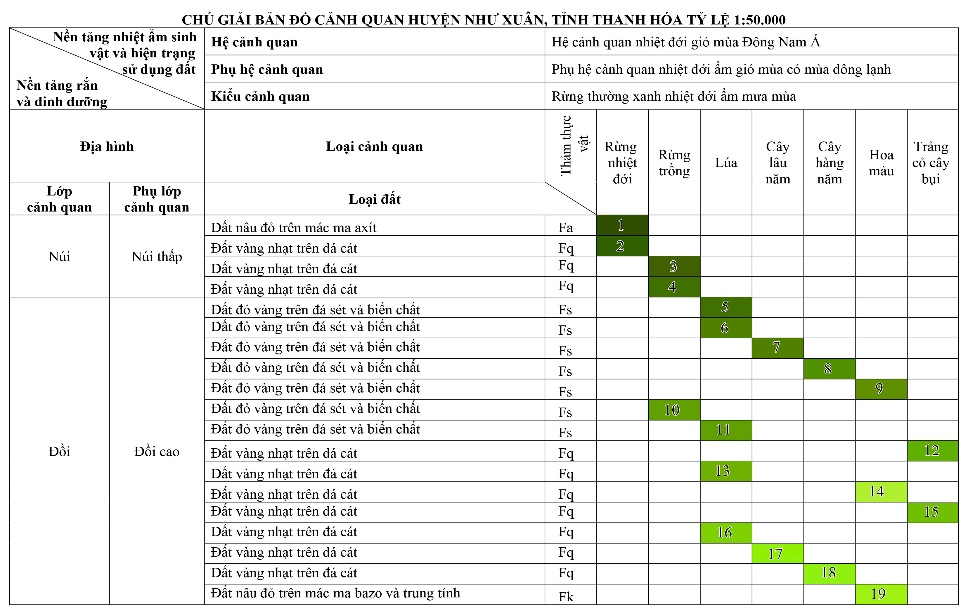 CHÚ GIẢI BẢN ĐỒ CẢNH QUAN HUYỆN NHƯ XUÂN, TỈNH THANH HÓA TỶ LỆ 1:50.000
Nền tảng nhiệt ẩm sinh
vật và hiện trạng
sử dụng đất
Nền tảng rắn
và dinh dưỡng
Hệ cảnh quan
Hệ cảnh quan nhiệt đới gió mùa Đông Nam Á
Phụ hệ cảnh quan
Phụ hệ cảnh quan nhiệt đới ẩm gió mùa có mùa đông lạnh
Kiểu cảnh quan
Rừng thường xanh nhiệt đới ẩm mưa mùa
Địa hình
Loại cảnh quan
Thảm thực
vật
Rừng
nhiệt
đới
Rừng
trồng
Lúa
Cây
lâu
năm
Cây
hàng
năm
Hoa
màu
Trảng
cỏ cây
bụi
Lớp
cảnh quan
Phụ lớp
cảnh quan
Loại đất
Núi
Núi thấp
Đất nâu đỏ trên mác ma axít Fa 1
Đất vàng nhạt trên đá cát Fq 2
Đất vàng nhạt trên đá cát Fq 3
Đất vàng nhạt trên đá cát Fq 4
Đồi
Đồi cao
Đất đỏ vàng trên đá sét và biến chất Fs 5
Đất đỏ vàng trên đá sét và biến chất Fs 6
Đất đỏ vàng trên đá sét và biến chất Fs 7
Đất đỏ vàng trên đá sét và biến chất Fs 8
Đất đỏ vàng trên đá sét và biến chất Fs 9
Đất đỏ vàng trên đá sét và biến chất Fs 10
Đất đỏ vàng trên đá sét và biến chất Fs 11
Đất vàng nhạt trên đá cát Fq 12
Đất vàng nhạt trên đá cát Fq 13
Đất vàng nhạt trên đá cát Fq 14
Đất vàng nhạt trên đá cát Fq 15
Đất vàng nhạt trên đá cát Fq 16
Đất vàng nhạt trên đá cát Fq 17
Đất vàng nhạt trên đá cát Fq 18
Đất nâu đỏ trên mác ma bazo và trung tính Fk 19